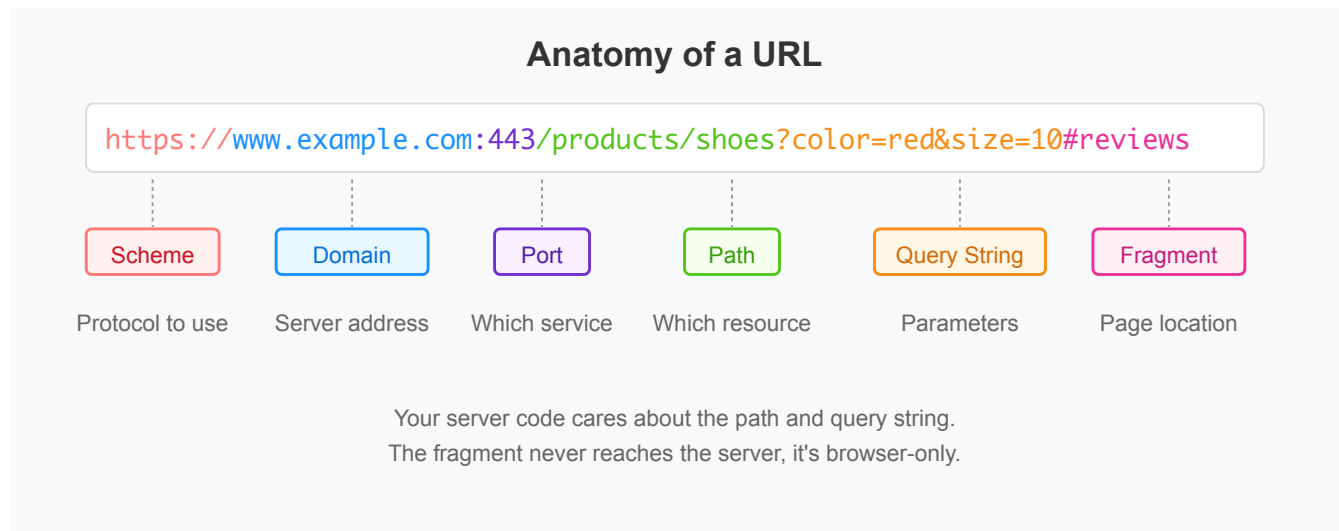 Anatomy of a URL
https://www.example.com:443/products/shoes?color=red&size=10#reviews
Scheme Domain Port Path Query String Fragment
Protocol to use Server address Which service Which resource Parameters Page location
Your server code cares about the path and query string.
The fragment never reaches the server, it's browser-only.